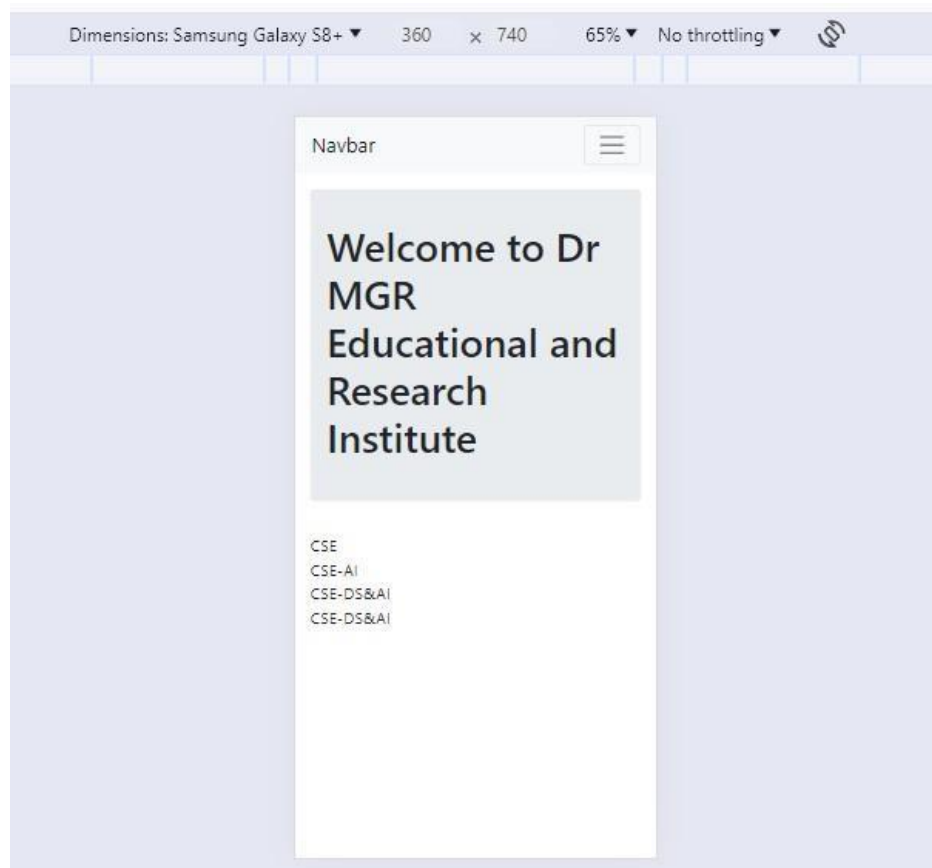 Dimensions: Samsung Galaxy S8+ ▼ 360 × 740 65% ▼ No throttling ▼
Navbar
Welcome to Dr
MGR
Educational and
Research
Institute
CSE
CSE-AI
CSE-DS&AI
CSE-DS&AI